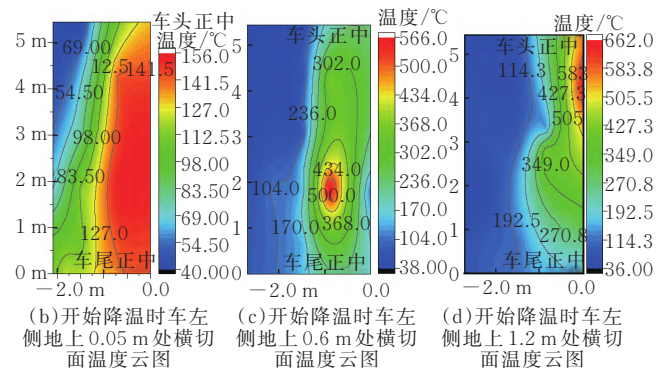 车头正中
温度/℃
5 m
4 m
3 m
2 m
1 m
0 m
69.00
12.5
141.5
54.50
98.00
83.50
127.0
车尾正中
−2.0 m
0.0
156.0
141.5
127.0
112.5
98.00
83.50
69.00
54.50
40.000
(b)开始降温时车左
侧地上0.05 m处横切
面温度云图
温度/℃
车头正中
5
4
3
2
1
0
302.0
236.0
434.0
104.0
500.0
170.0
368.0
车尾正中
−2.0 m
0.0
566.0
500.0
434.0
368.0
302.0
236.0
170.0
104.0
38.00
(c)开始降温时车左
侧地上0.6 m处横切
面温度云图
温度/℃
车头正中
5
4
3
2
1
0
114.3
583
427.3
505
349.0
192.5
270.8
车尾正中
−2.0 m
0.0
662.0
583.8
505.5
427.3
349.0
270.8
192.5
114.3
36.00
(d)开始降温时车左
侧地上1.2 m处横切
面温度云图